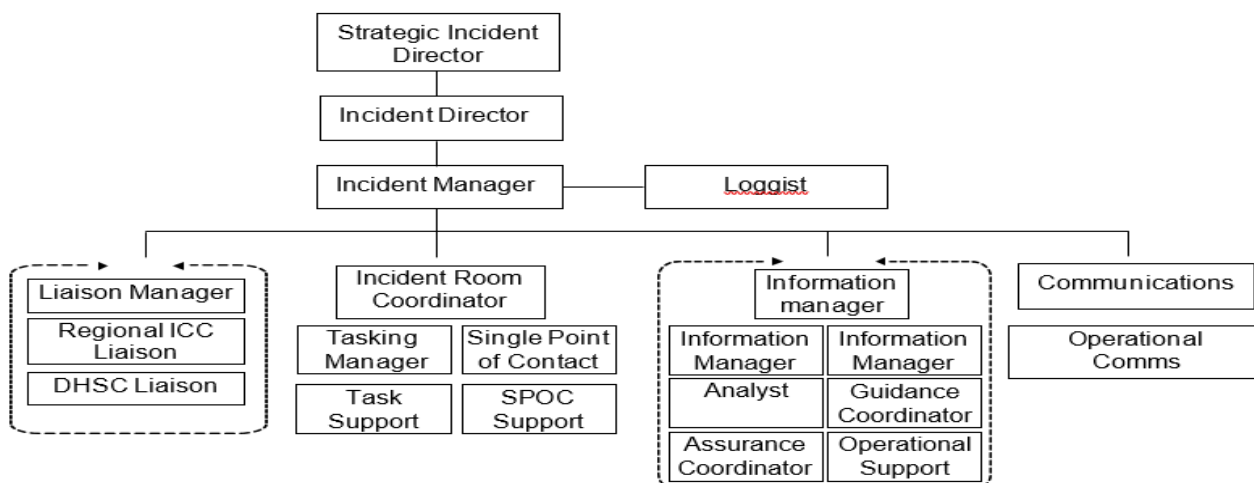 Strategic Incident
Director
Incident Director
Incident Manager
Loggist
Liaison Manager
Regional ICC
Liaison
DHSC Liaison
Incident Room
Coordinator
Tasking
Manager
Single Point
of Contact
Task
Support
SPOC
Support
Information
manager
Information
Manager
Information
Manager
Analyst
Guidance
Coordinator
Assurance
Coordinator
Operational
Support
Communications
Operational
Comms